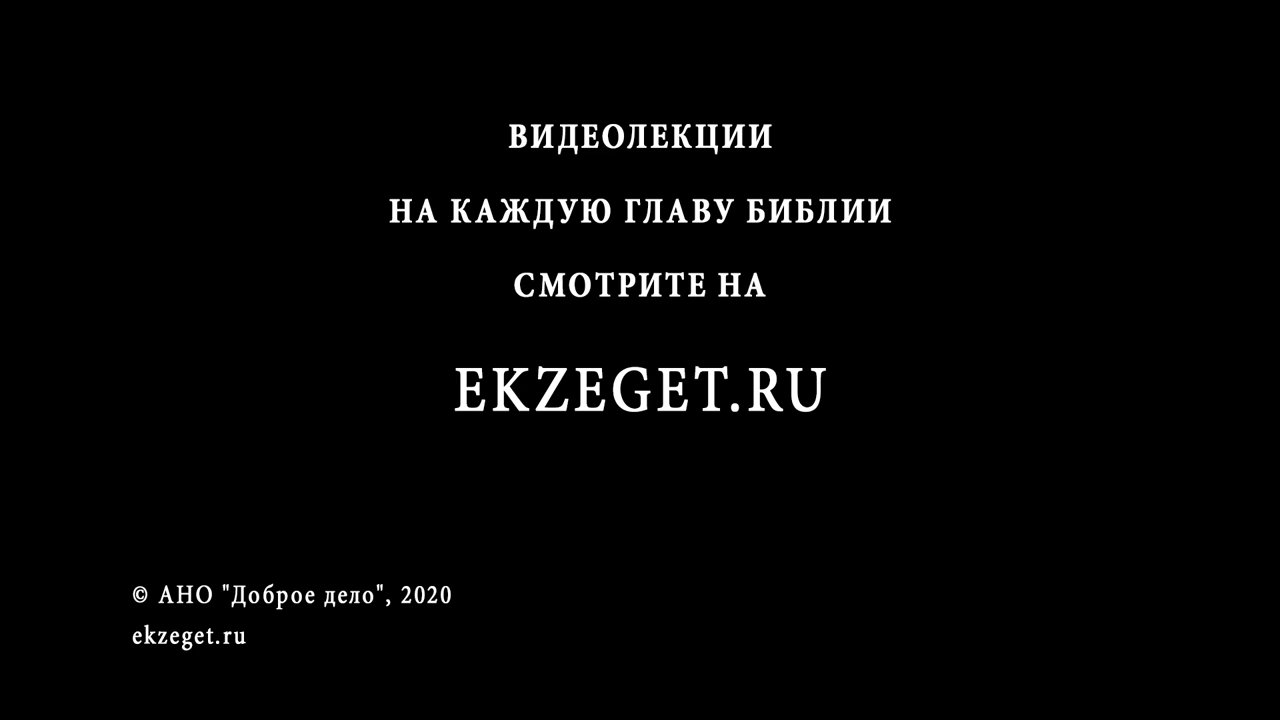 ВИДЕОЛЕКЦИИ
НА КАЖДУЮ ГЛАВУ БИБЛИИ
СМОТРИТЕ НА
EKZEGET.RU
© АНО "Доброе дело", 2020
ekzeget.ru